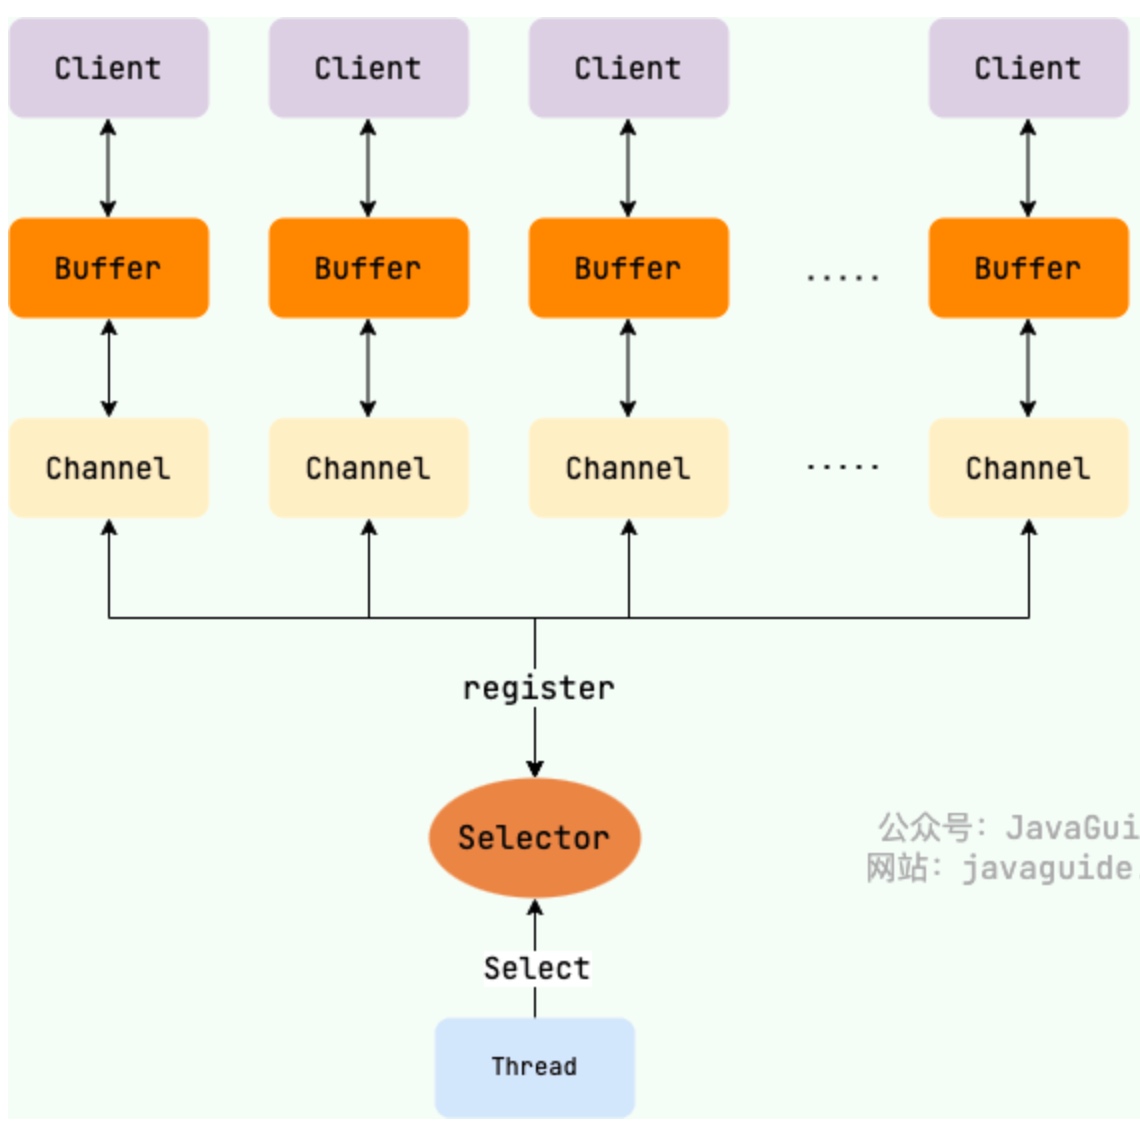 Client Client Client Client
Buffer Buffer Buffer ..... Buffer
Channel Channel Channel ..... Channel
register
Selector
公众号：JavaGui
网站：javaguide.
Select
Thread